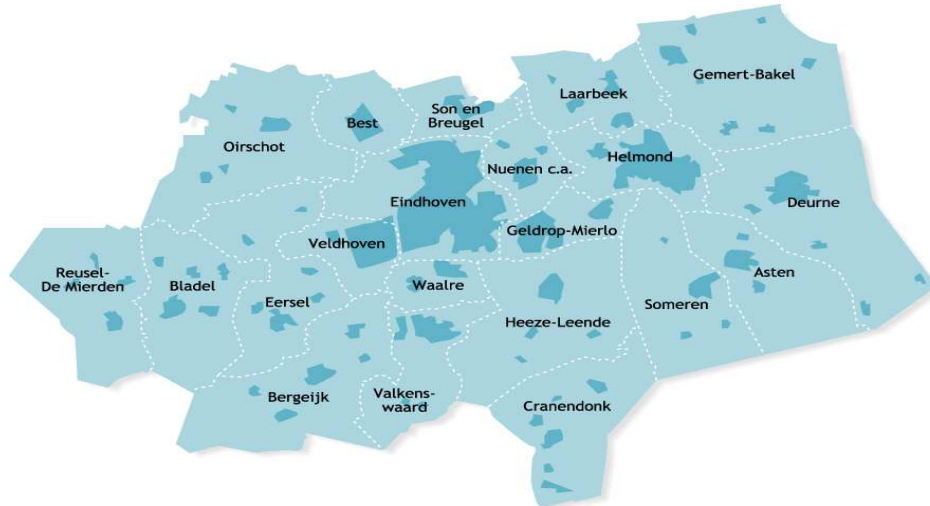 Gemert-Bakel
Laarbeek
Son en
Breugel
Best
Oirschot
Helmond
Nuenen c.a.
Eindhoven
Deurne
Geldrop-Mierlo
Veldhoven
Reusel-
De Mierden
Bladel
Waalre
Asten
Eersel
Someren
Heeze-Leende
Bergeijk
Valkens-
waard
Cranendonk